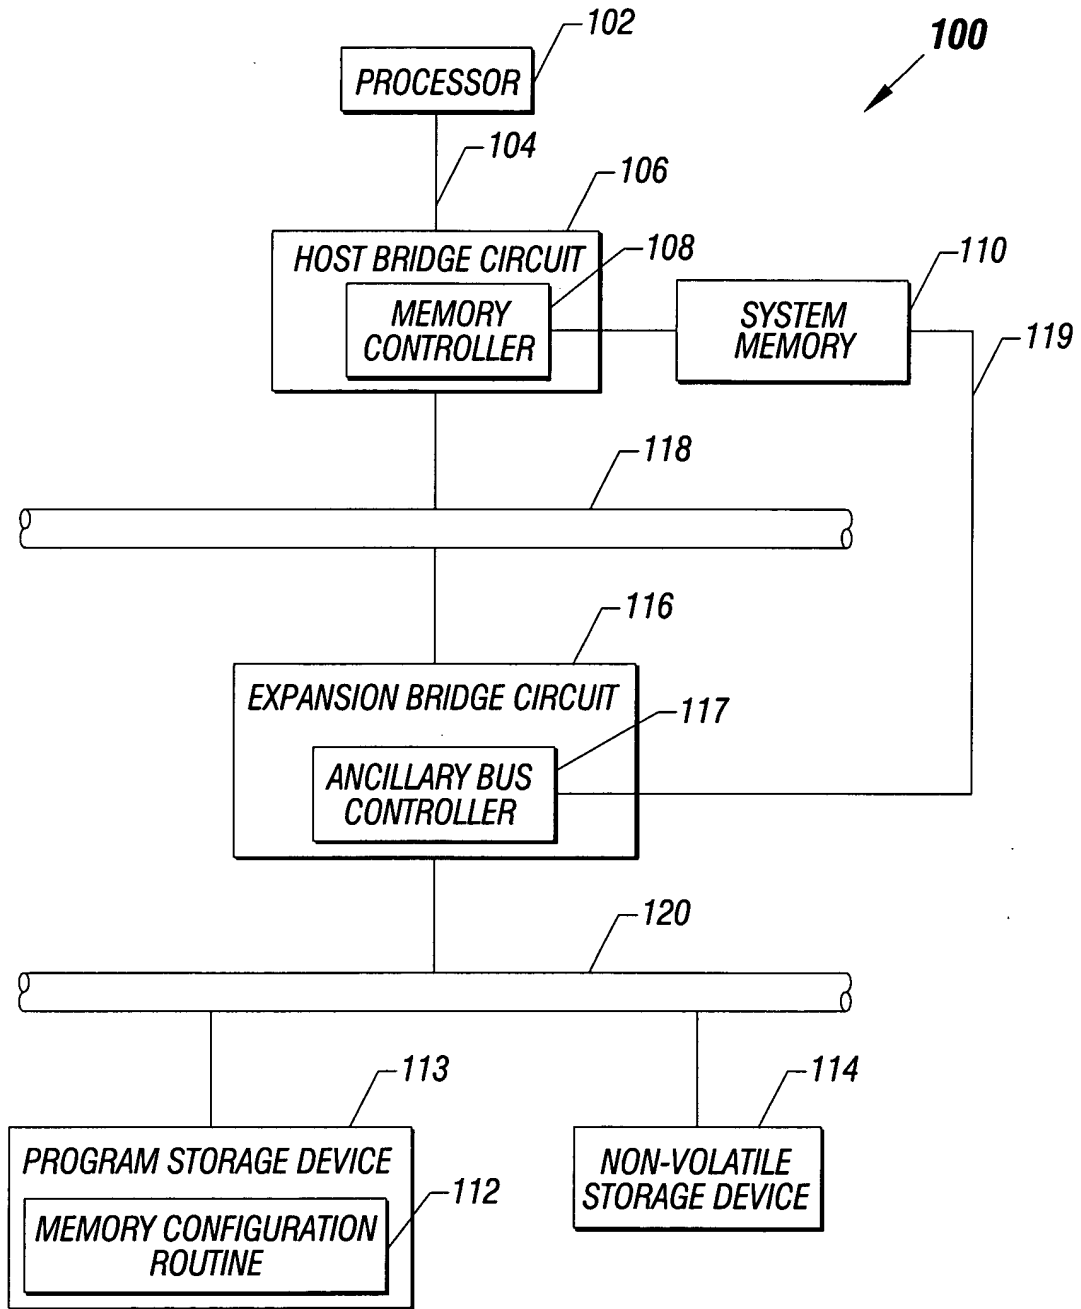 102
100
PROCESSOR
104
106
HOST BRIDGE CIRCUIT
108
110
MEMORY
CONTROLLER
SYSTEM
MEMORY
119
118
116
EXPANSION BRIDGE CIRCUIT
117
ANCILLARY BUS
CONTROLLER
120
113
114
PROGRAM STORAGE DEVICE
112
MEMORY CONFIGURATION
ROUTINE
NON-VOLATILE
STORAGE DEVICE